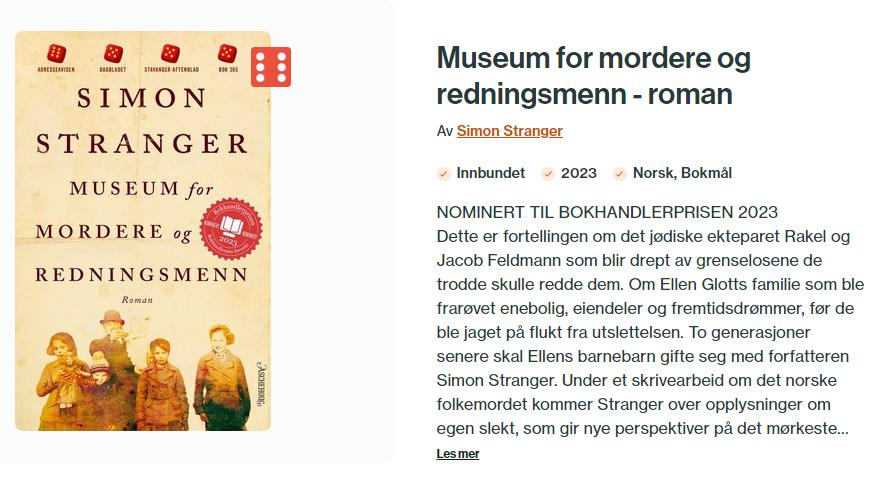 ADRESSEAVISEN
DAGBLADET
STAVANGER AFTENBLAD
BOK 365
SIMON
STRANGER
MUSEUM for
MORDERE og
REDNINGSMENN
Bokhandlerprisen
2023
Roman
ASCHEHOUG
Museum for mordere og
redningsmenn - roman
Av Simon Stranger
Innbundet
2023
Norsk, Bokmål
NOMINERT TIL BOKHANDLERPRISEN 2023
Dette er fortellingen om det jødiske ekteparet Rakel og
Jacob Feldmann som blir drept av grenselosene de
trodde skulle redde dem. Om Ellen Glotts familie som ble
frarøvet enebolig, eiendeler og fremtidsdrømmer, før de
ble jaget på flukt fra utslettelsen. To generasjoner
senere skal Ellens barnebarn gifte seg med forfatteren
Simon Stranger. Under et skrivearbeid om det norske
folkemordet kommer Stranger over opplysninger om
egen slekt, som gir nye perspektiver på det mørkeste...
Les mer